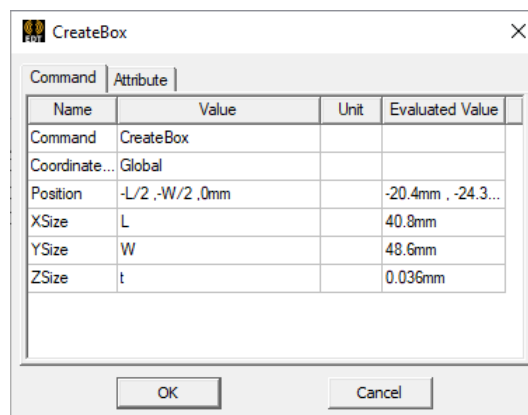 EDT
CreateBox
Command Attribute
Name Value Unit Evaluated Value
Command CreateBox
Coordinate... Global
Position -L/2 ,-W/2 ,0mm -20.4mm , -24.3...
XSize L 40.8mm
YSize W 48.6mm
ZSize t 0.036mm
OK Cancel